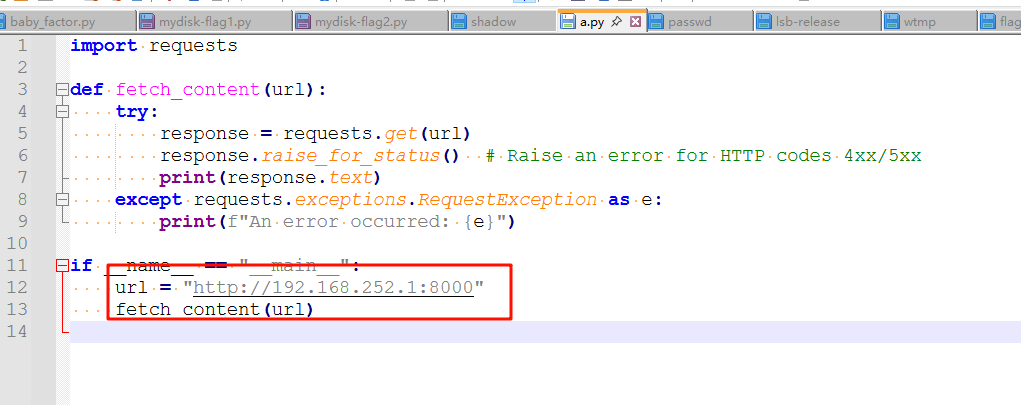 baby_factor.py mydisk-flag1.py mydisk-flag2.py shadow a.py passwd lsb-release wtmp flag
1 import requests
2
3 def fetch_content(url):
4 try:
5 response = requests.get(url)
6 response.raise_for_status() # Raise an error for HTTP codes 4xx/5xx
7 print(response.text)
8 except requests.exceptions.RequestException as e:
9 print(f"An error occurred: {e}")
10
11 if __name__ == "__main__":
12 url = "http://192.168.252.1:8000"
13 fetch_content(url)
14